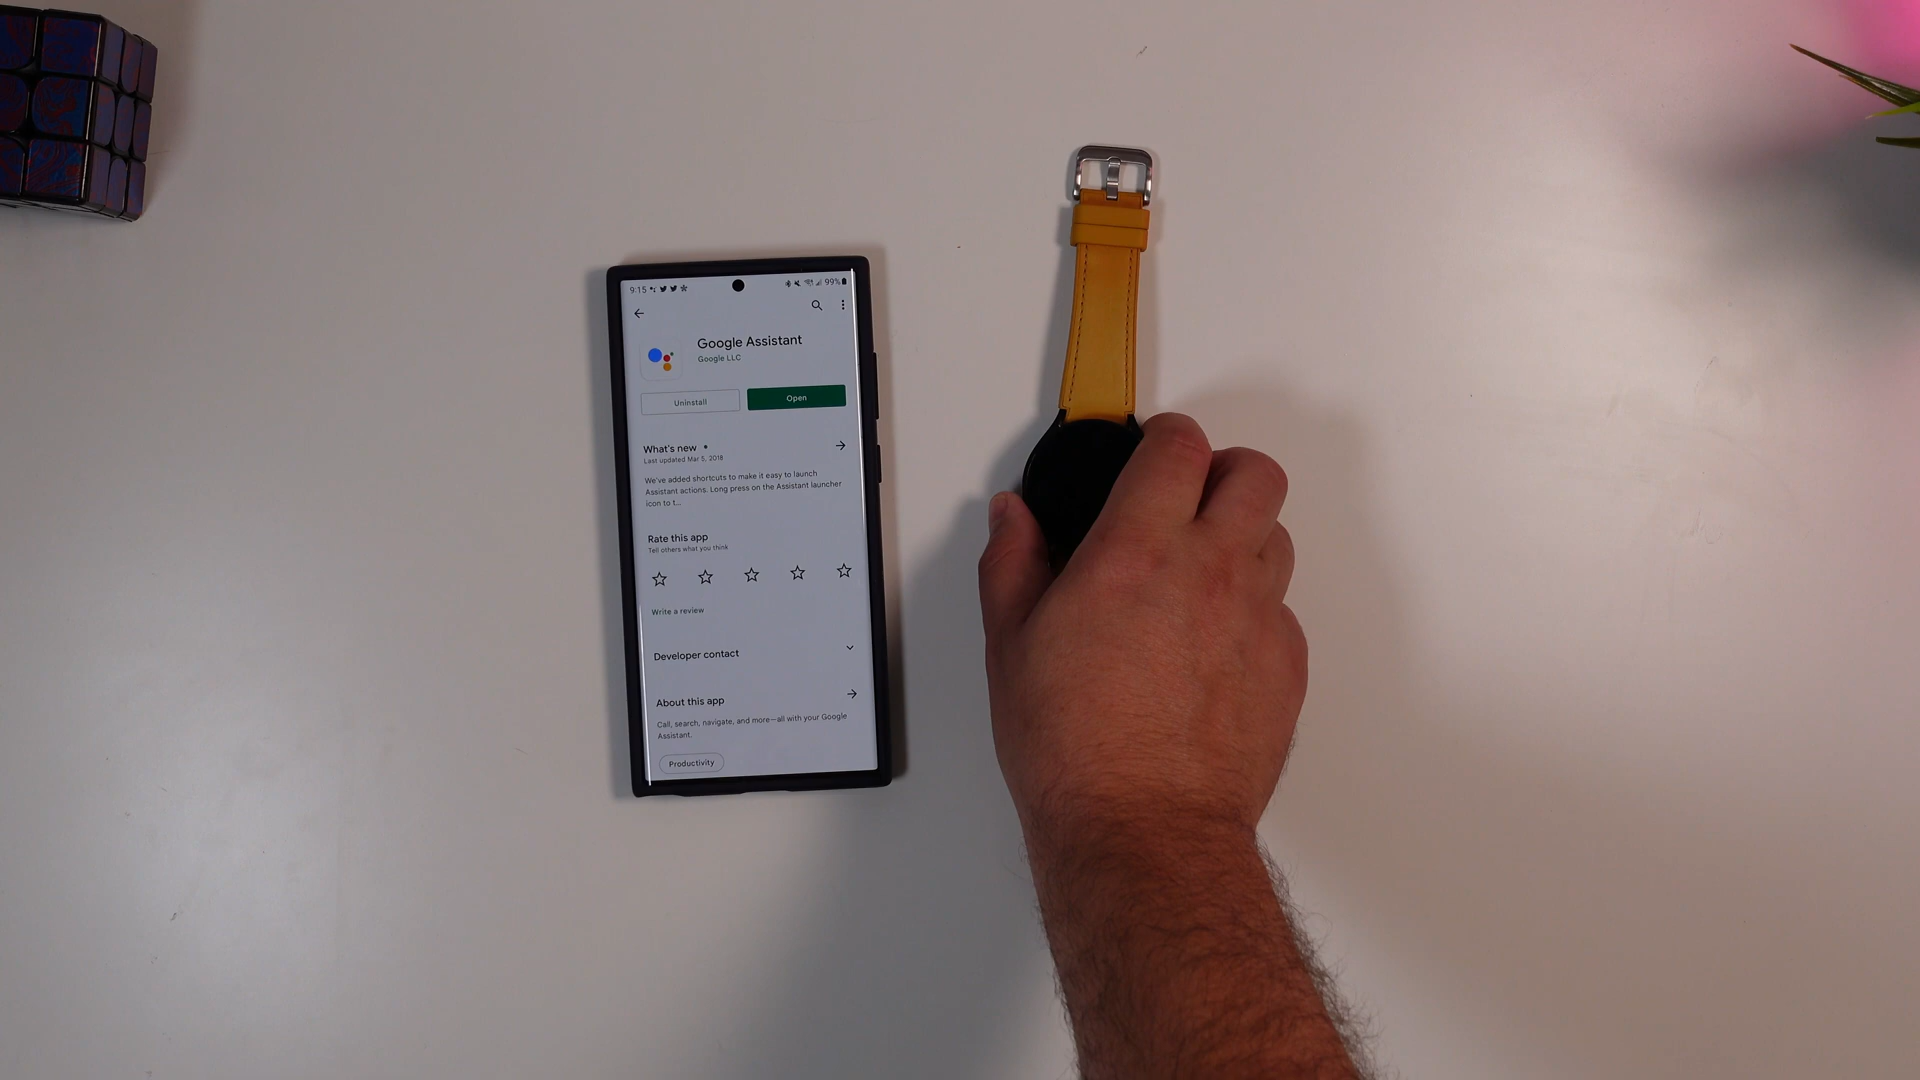 9:15
99%
Google Assistant
Google LLC
Uninstall
Open
What's new •
Last updated Mar 5, 2018
We've added shortcuts to make it easy to launch
Assistant actions. Long press on the Assistant launcher
icon to t...
Rate this app
Tell others what you think
Write a review
Developer contact
About this app
Call, search, navigate, and more—all with your Google
Assistant.
Productivity